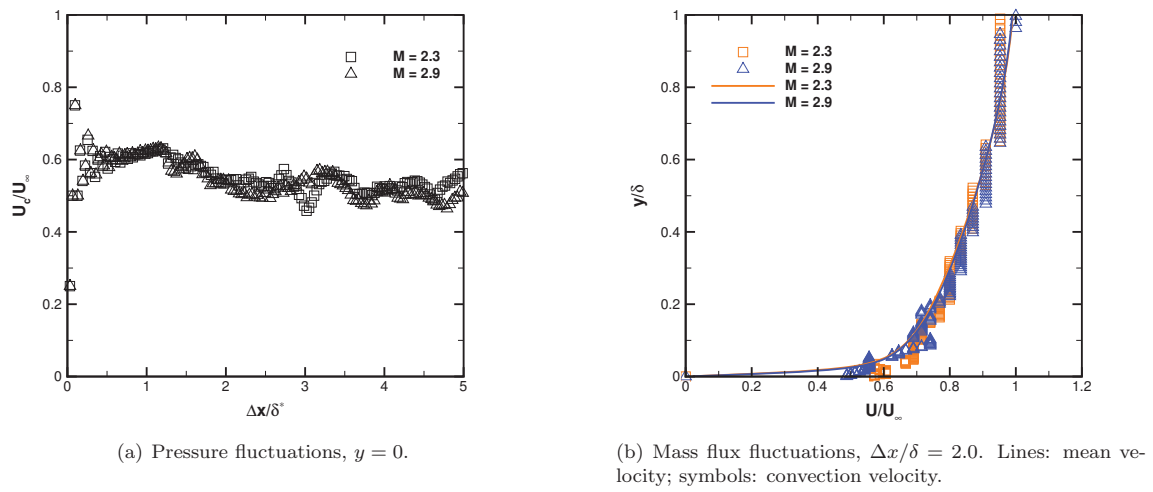 1
0.8
0.6
0.4
0.2
0
U_c/U_∞
M = 2.3
M = 2.9
0 1 2 3 4 5
Δx/δ*
(a) Pressure fluctuations, y = 0.
1
0.8
0.6
0.4
0.2
0
y/δ
M = 2.3
M = 2.9
M = 2.3
M = 2.9
0 0.2 0.4 0.6 0.8 1 1.2
U/U_∞
(b) Mass flux fluctuations, Δx/δ = 2.0. Lines: mean ve-
locity; symbols: convection velocity.